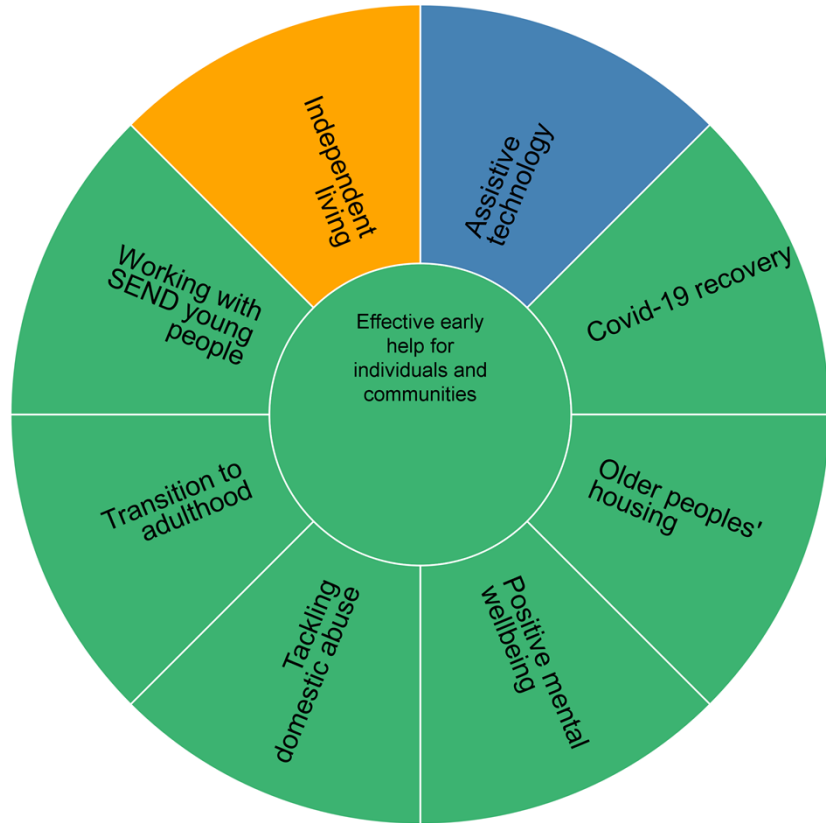 Effective early
help for
individuals and
communities
Assistive
technology
Covid-19 recovery
Older peoples'
housing
Positive mental
wellbeing
Tackling
domestic abuse
Transition to
adulthood
Working with
SEND young
people
Independent
living